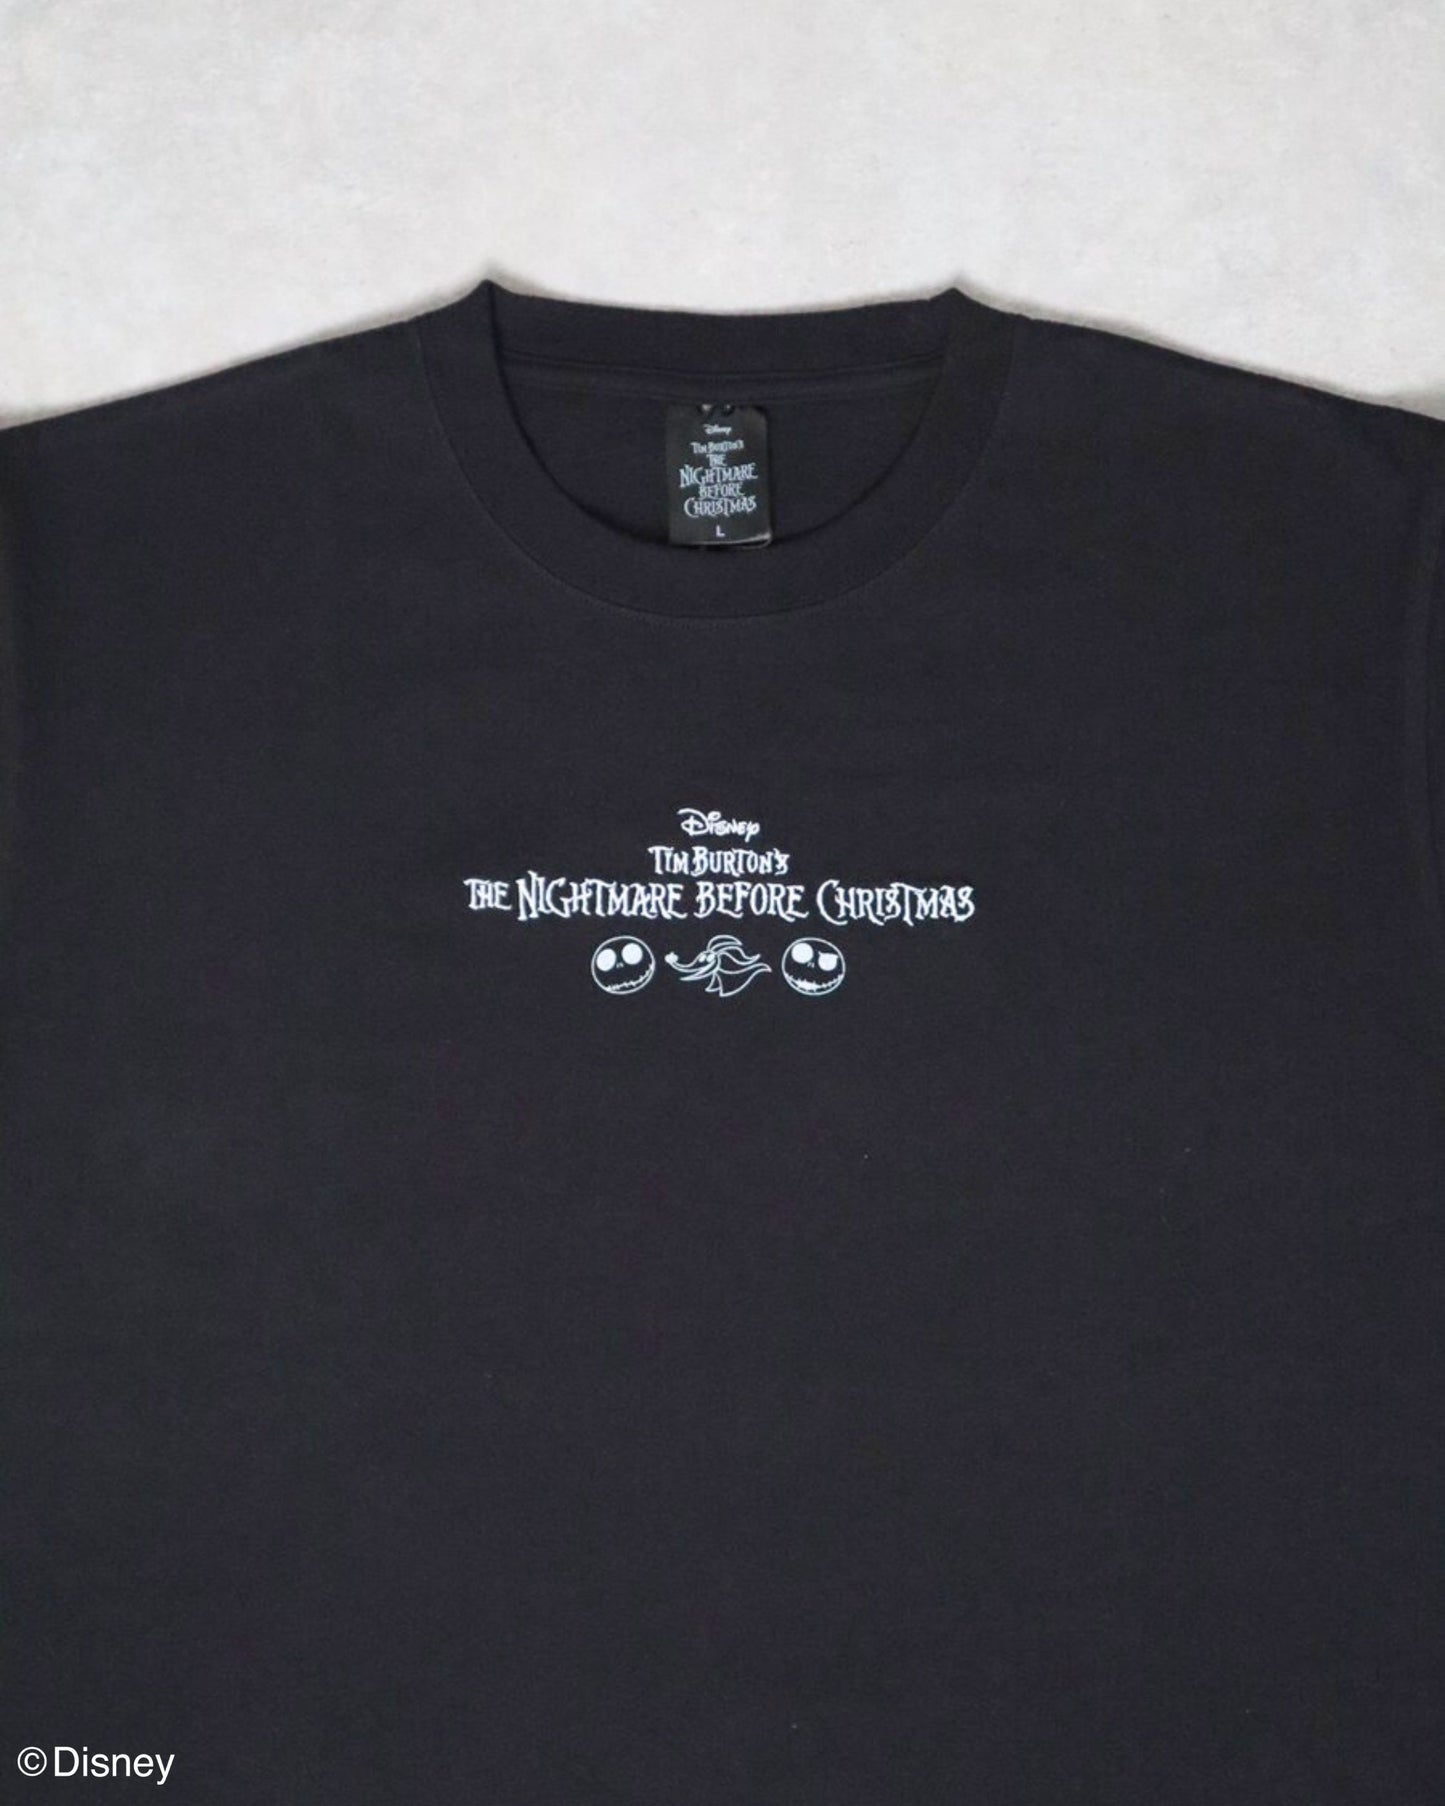 Disney
TIM BURTON'S
THE
NIGHTMARE
BEFORE
CHRISTMAS
L
Disney
TIM BURTON'S
THE NIGHTMARE BEFORE CHRISTMAS
©Disney